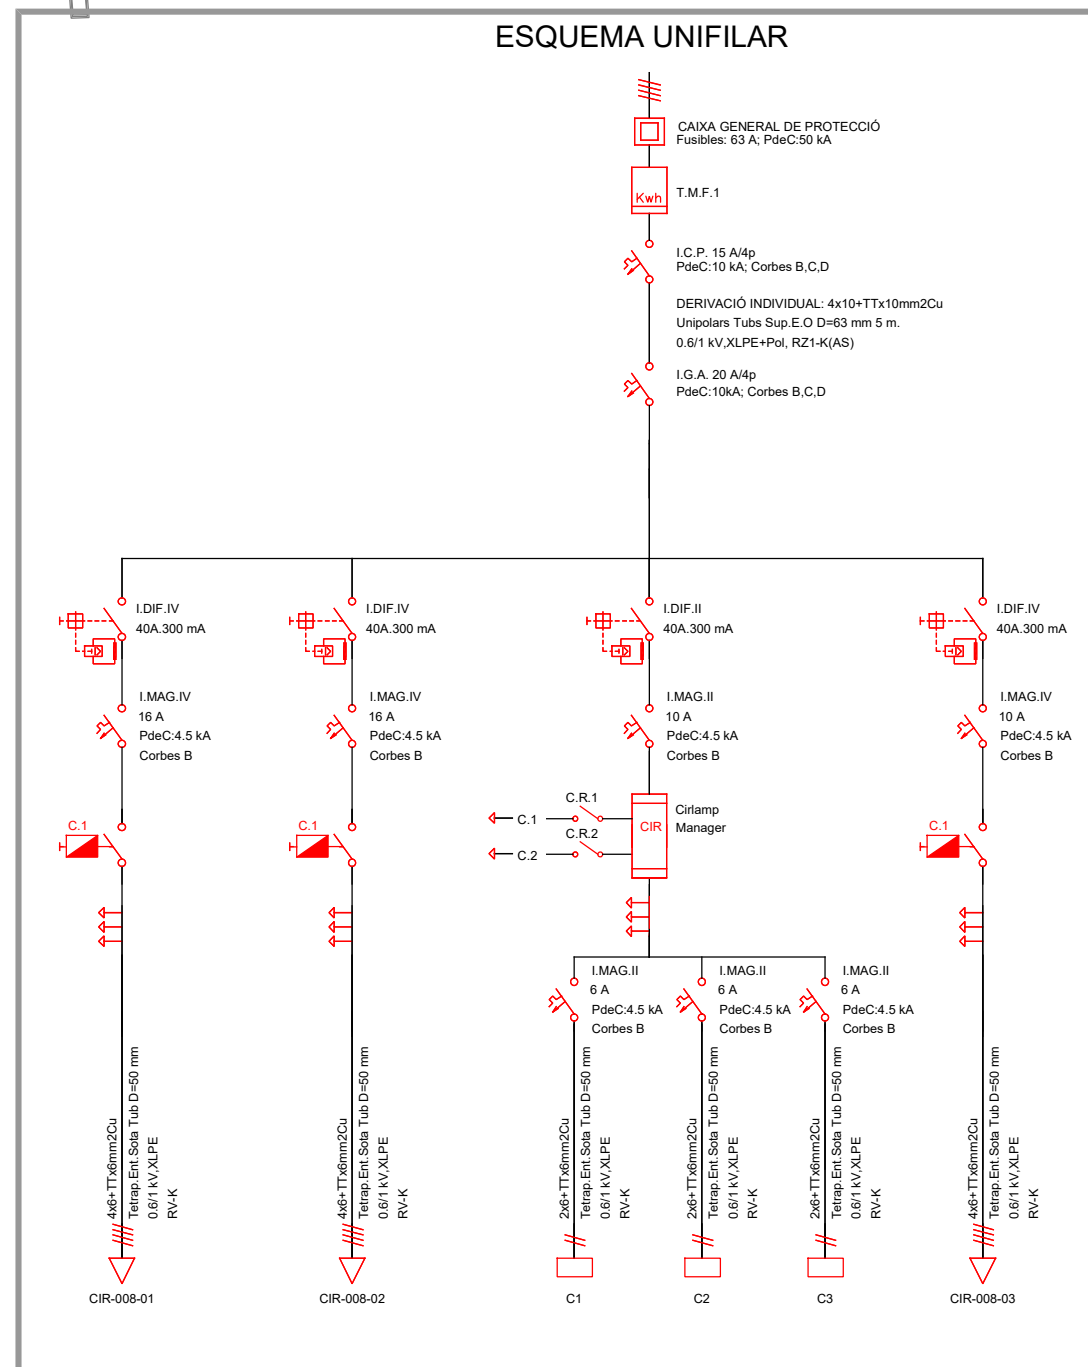 ESQUEMA UNIFILAR
CAIXA GENERAL DE PROTECCIÓ
Fusibles: 63 A; PdeC:50 kA
Kwh
T.M.F.1
I.C.P. 15 A/4p
PdeC:10 kA; Corbes B,C,D
DERIVACIÓ INDIVIDUAL: 4x10+TTx10mm2Cu
Unipolars Tubs Sup.E.O D=63 mm 5 m.
0.6/1 kV,XLPE+Pol, RZ1-K(AS)
I.G.A. 20 A/4p
PdeC:10kA; Corbes B,C,D
I.DIF.IV
40A.300 mA
I.DIF.IV
40A.300 mA
I.DIF.II
40A.300 mA
I.DIF.IV
40A.300 mA
I.MAG.IV
16 A
PdeC:4.5 kA
Corbes B
I.MAG.IV
16 A
PdeC:4.5 kA
Corbes B
I.MAG.II
10 A
PdeC:4.5 kA
Corbes B
I.MAG.IV
10 A
PdeC:4.5 kA
Corbes B
C.1
C.1
C.R.1
C.1
C.R.2
C.2
CIR
Cirlamp
Manager
C.1
I.MAG.II
6 A
PdeC:4.5 kA
Corbes B
I.MAG.II
6 A
PdeC:4.5 kA
Corbes B
I.MAG.II
6 A
PdeC:4.5 kA
Corbes B
4x6+TTx6mm2Cu
Tetrap.Ent.Sota Tub D=50 mm
0.6/1 kV,XLPE
RV-K
4x6+TTx6mm2Cu
Tetrap.Ent.Sota Tub D=50 mm
0.6/1 kV,XLPE
RV-K
2x6+TTx6mm2Cu
Tetrap.Ent.Sota Tub D=50 mm
0.6/1 kV,XLPE
RV-K
2x6+TTx6mm2Cu
Tetrap.Ent.Sota Tub D=50 mm
0.6/1 kV,XLPE
RV-K
2x6+TTx6mm2Cu
Tetrap.Ent.Sota Tub D=50 mm
0.6/1 kV,XLPE
RV-K
4x6+TTx6mm2Cu
Tetrap.Ent.Sota Tub D=50 mm
0.6/1 kV,XLPE
RV-K
CIR-008-01
CIR-008-02
C1
C2
C3
CIR-008-03